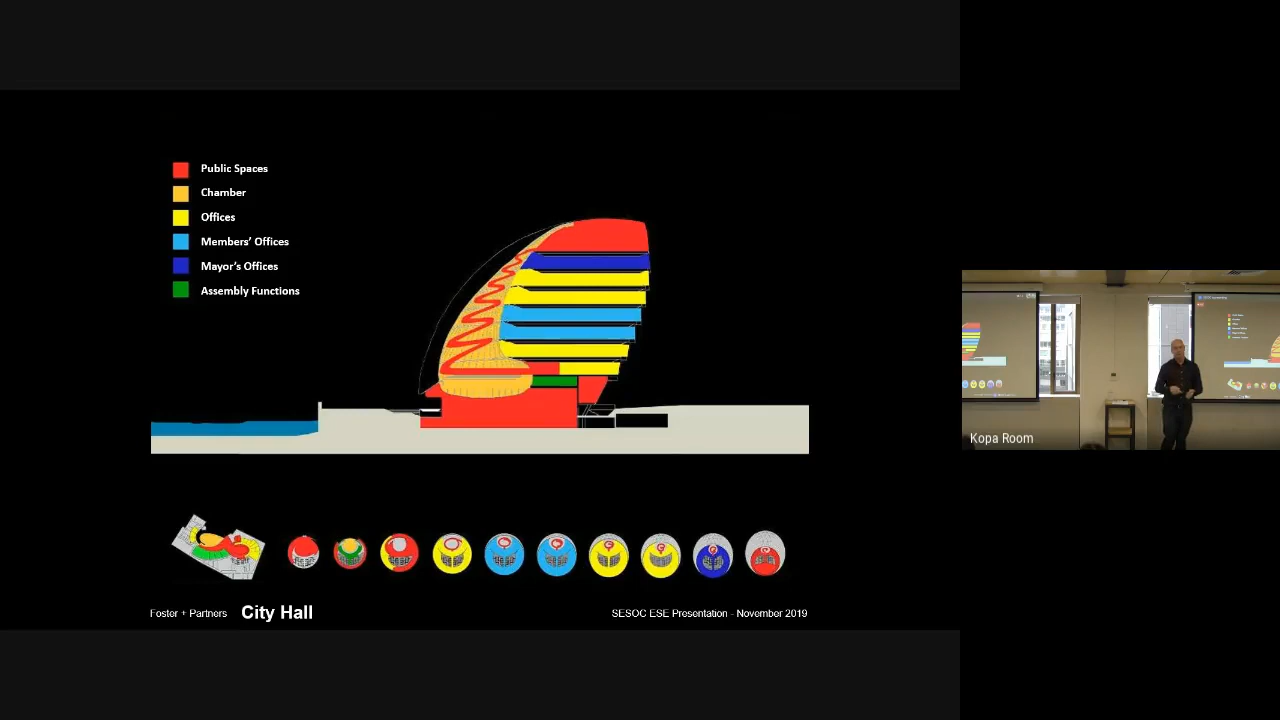 Public Spaces
Chamber
Offices
Members' Offices
Mayor's Offices
Assembly Functions
Kopa Room
Foster + Partners City Hall
SESOC ESE Presentation - November 2019